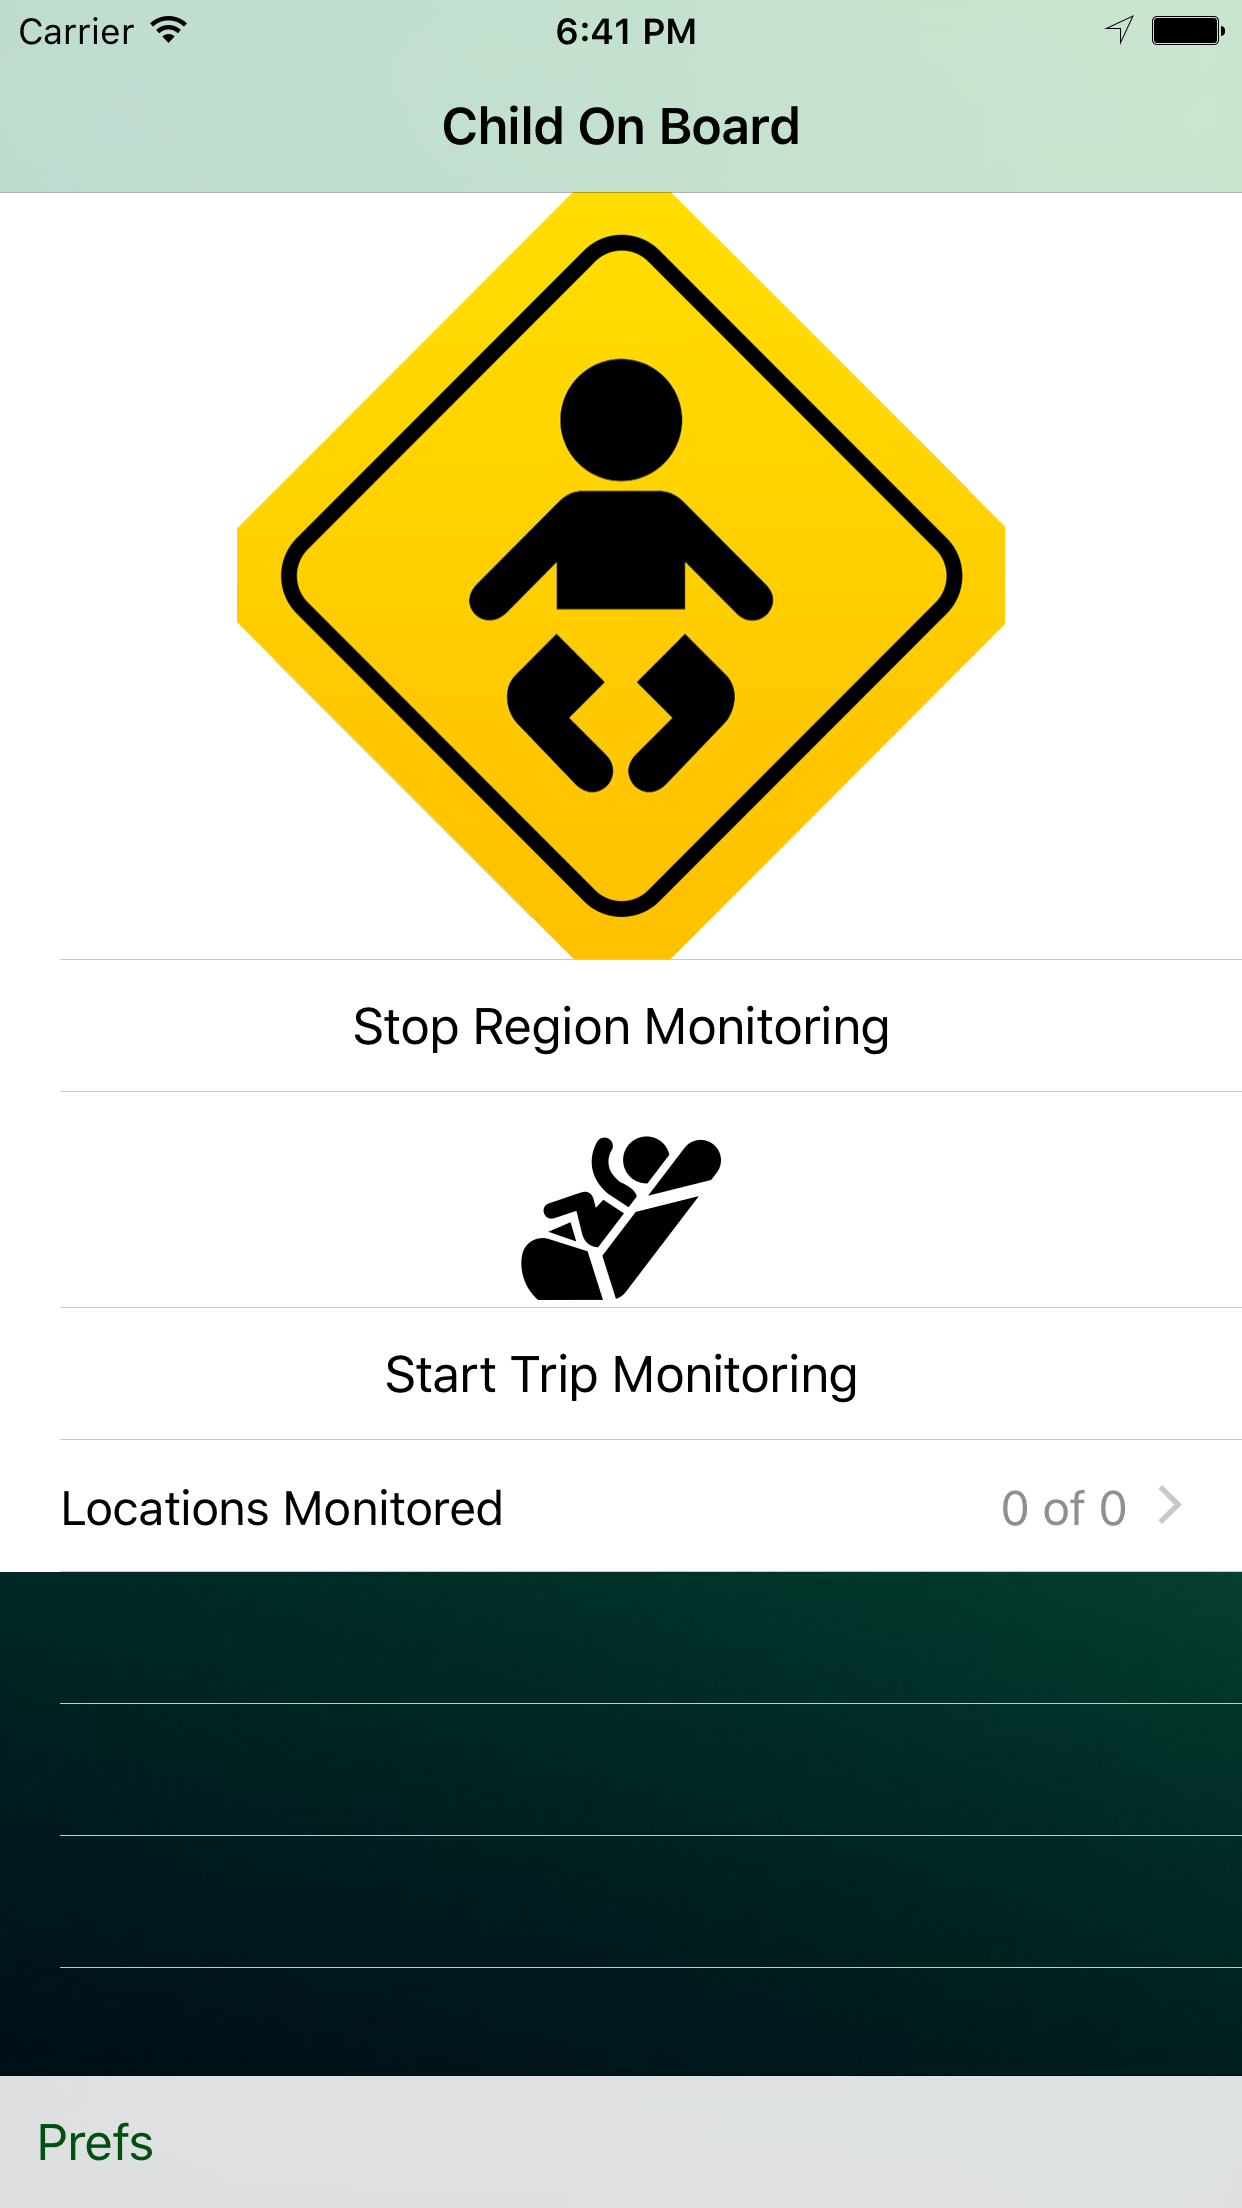 Carrier 6:41 PM
Child On Board
Stop Region Monitoring
Start Trip Monitoring
Locations Monitored 0 of 0
Prefs